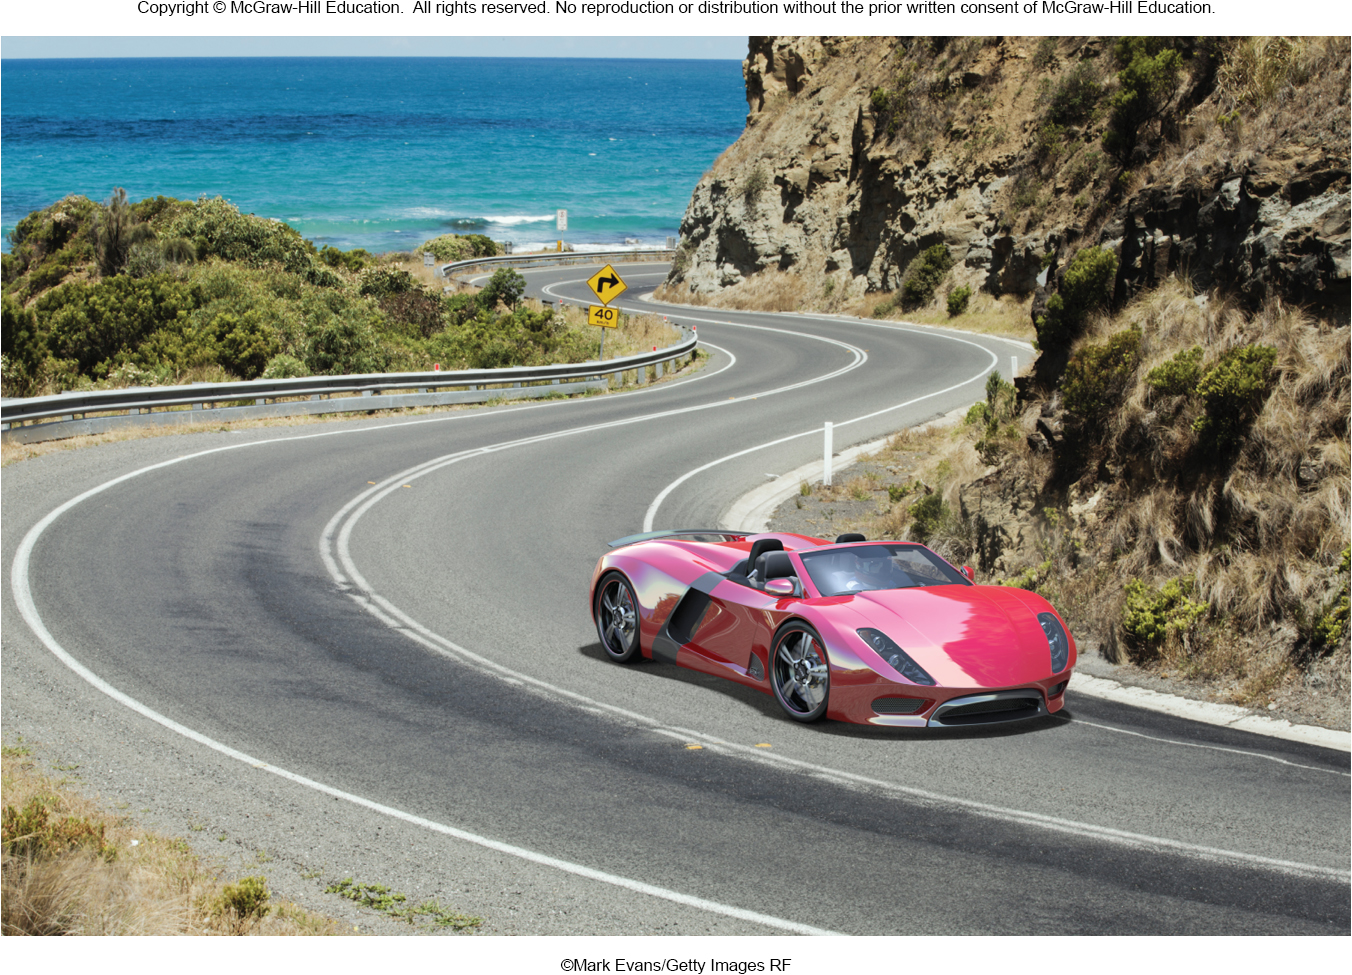 Copyright © McGraw-Hill Education.  All rights reserved. No reproduction or distribution without the prior written consent of McGraw-Hill Education.
40
©Mark Evans/Getty Images RF